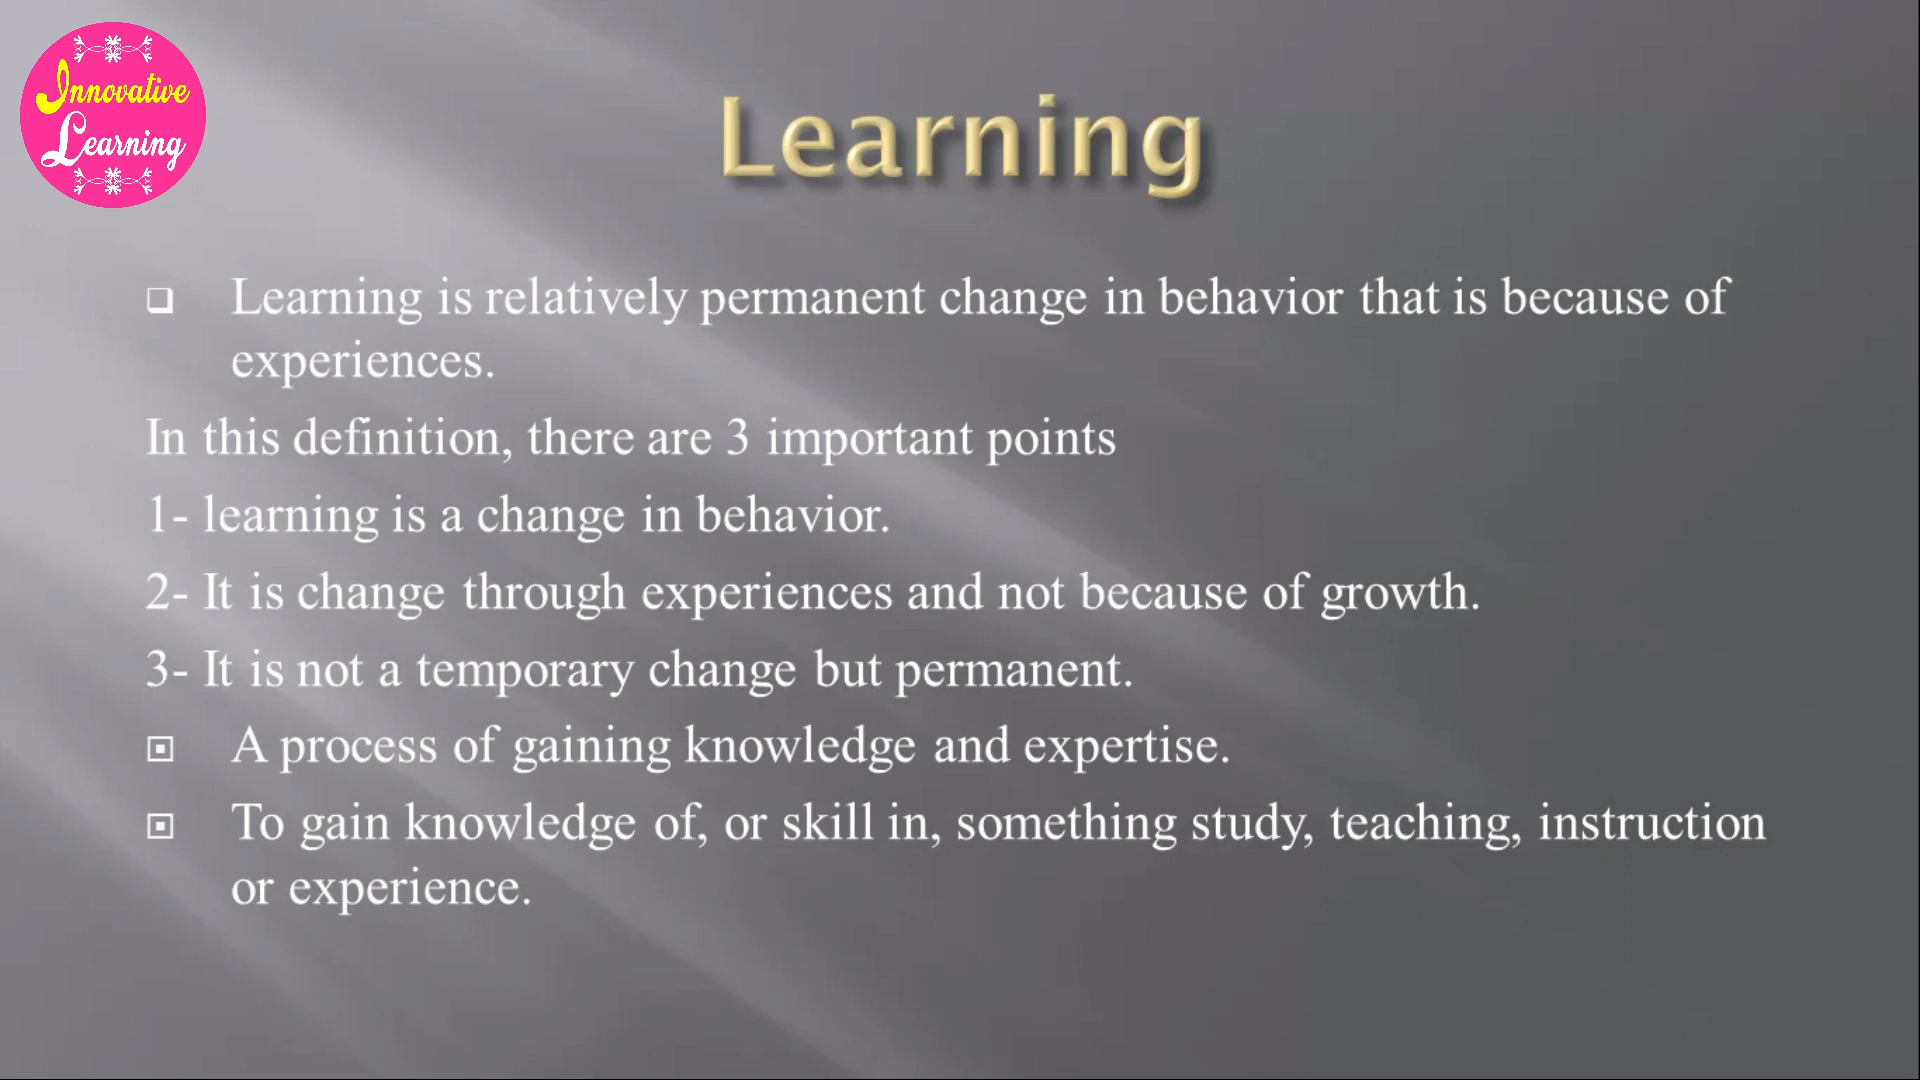 Innovative
Learning
Learning
Learning is relatively permanent change in behavior that is because of
experiences.
In this definition, there are 3 important points
1- learning is a change in behavior.
2- It is change through experiences and not because of growth.
3- It is not a temporary change but permanent.
A process of gaining knowledge and expertise.
To gain knowledge of, or skill in, something study, teaching, instruction
or experience.